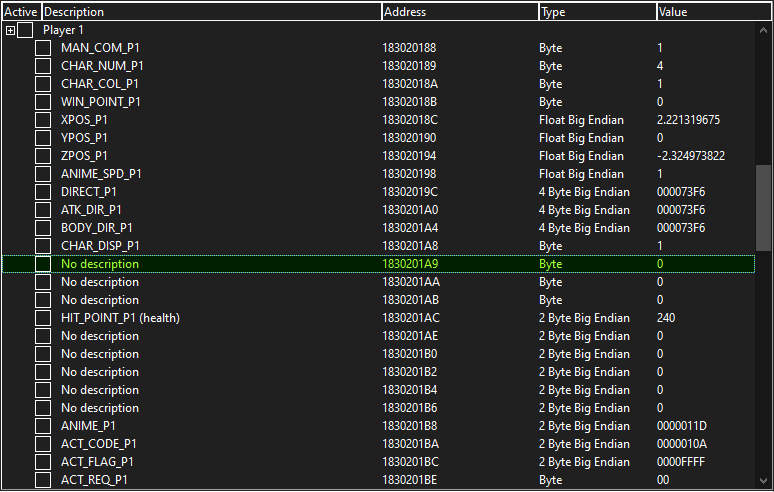 Active Description Address Type Value
Player 1
MAN_COM_P1 183020188 Byte 1
CHAR_NUM_P1 183020189 Byte 4
CHAR_COL_P1 18302018A Byte 1
WIN_POINT_P1 18302018B Byte 0
XPOS_P1 18302018C Float Big Endian 2.221319675
YPOS_P1 183020190 Float Big Endian 0
ZPOS_P1 183020194 Float Big Endian -2.324973822
ANIME_SPD_P1 183020198 Float Big Endian 1
DIRECT_P1 18302019C 4 Byte Big Endian 000073F6
ATK_DIR_P1 1830201A0 4 Byte Big Endian 000073F6
BODY_DIR_P1 1830201A4 4 Byte Big Endian 000073F6
CHAR_DISP_P1 1830201A8 Byte 1
No description 1830201A9 Byte 0
No description 1830201AA Byte 0
No description 1830201AB Byte 0
HIT_POINT_P1 (health) 1830201AC 2 Byte Big Endian 240
No description 1830201AE 2 Byte Big Endian 0
No description 1830201B0 2 Byte Big Endian 0
No description 1830201B2 2 Byte Big Endian 0
No description 1830201B4 2 Byte Big Endian 0
No description 1830201B6 2 Byte Big Endian 0
ANIME_P1 1830201B8 2 Byte Big Endian 0000011D
ACT_CODE_P1 1830201BA 2 Byte Big Endian 0000010A
ACT_FLAG_P1 1830201BC 2 Byte Big Endian 0000FFFF
ACT_REQ_P1 1830201BE Byte 00